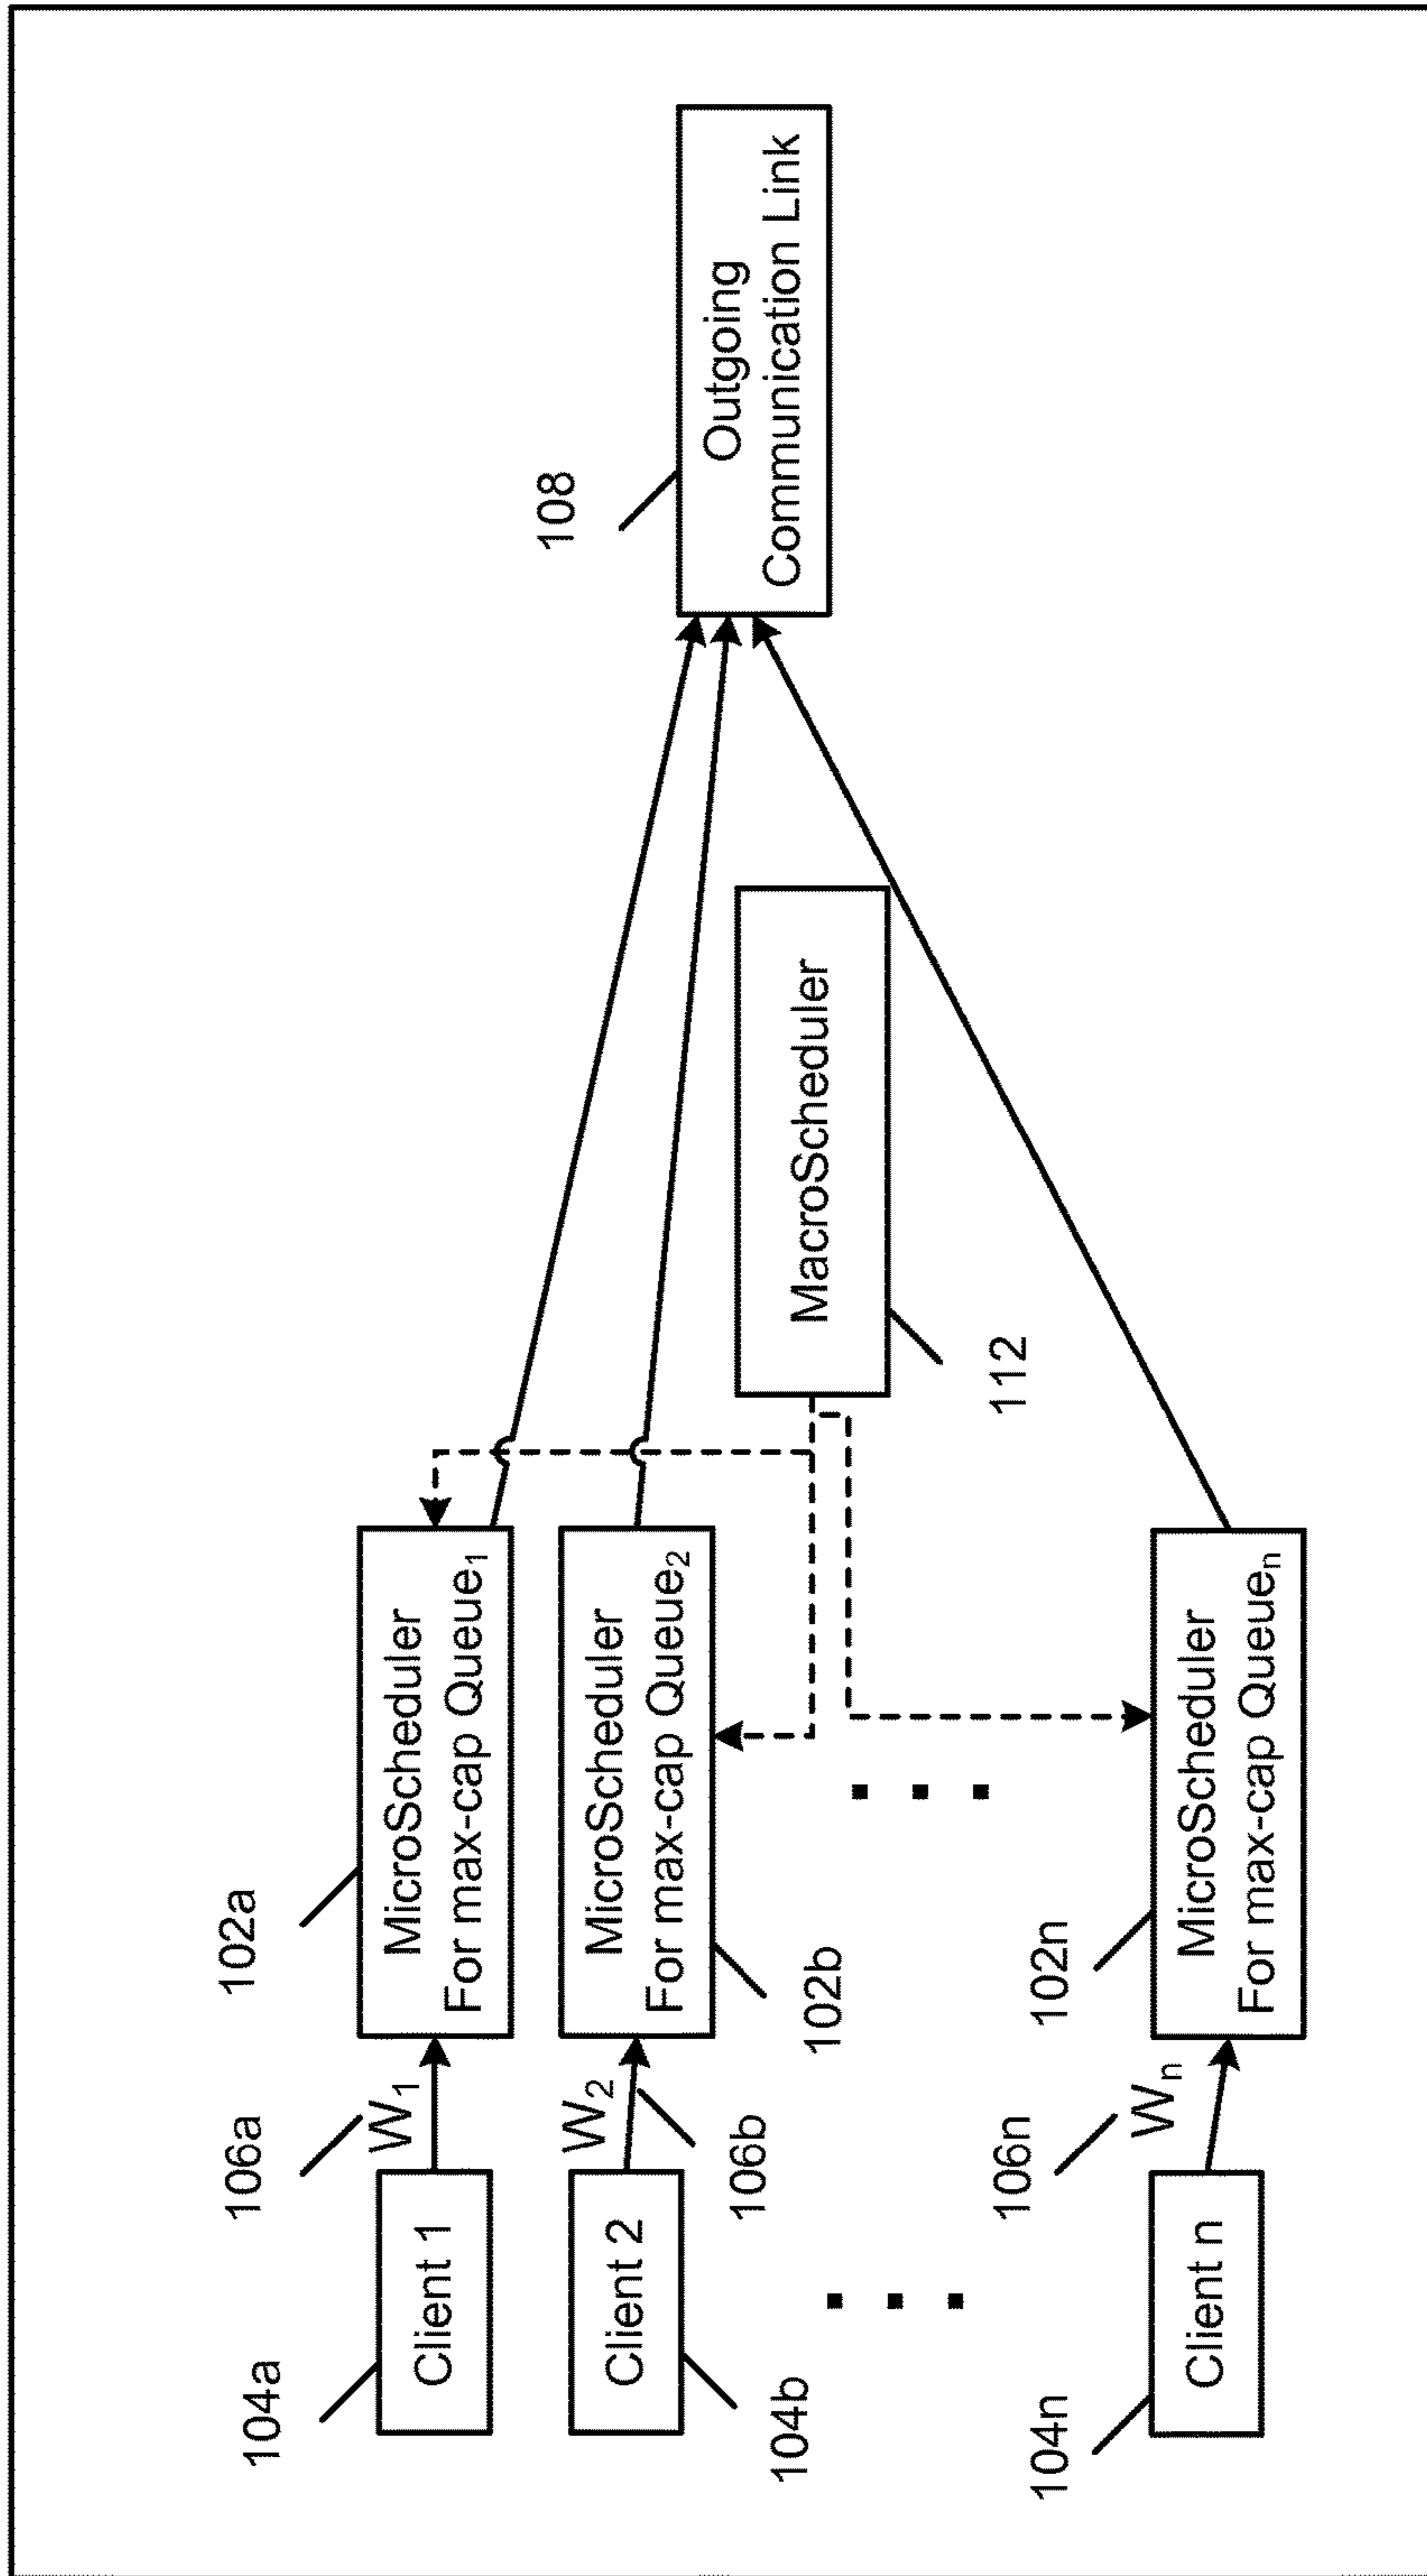 104a
Client 1
106a
W1
102a
MicroScheduler
For max-cap Queue1
104b
Client 2
W2
106b
MicroScheduler
For max-cap Queue2
102b
108
Outgoing
Communication Link
MacroScheduler
112
104n
Client n
106n
Wn
102n
MicroScheduler
For max-cap Queuen